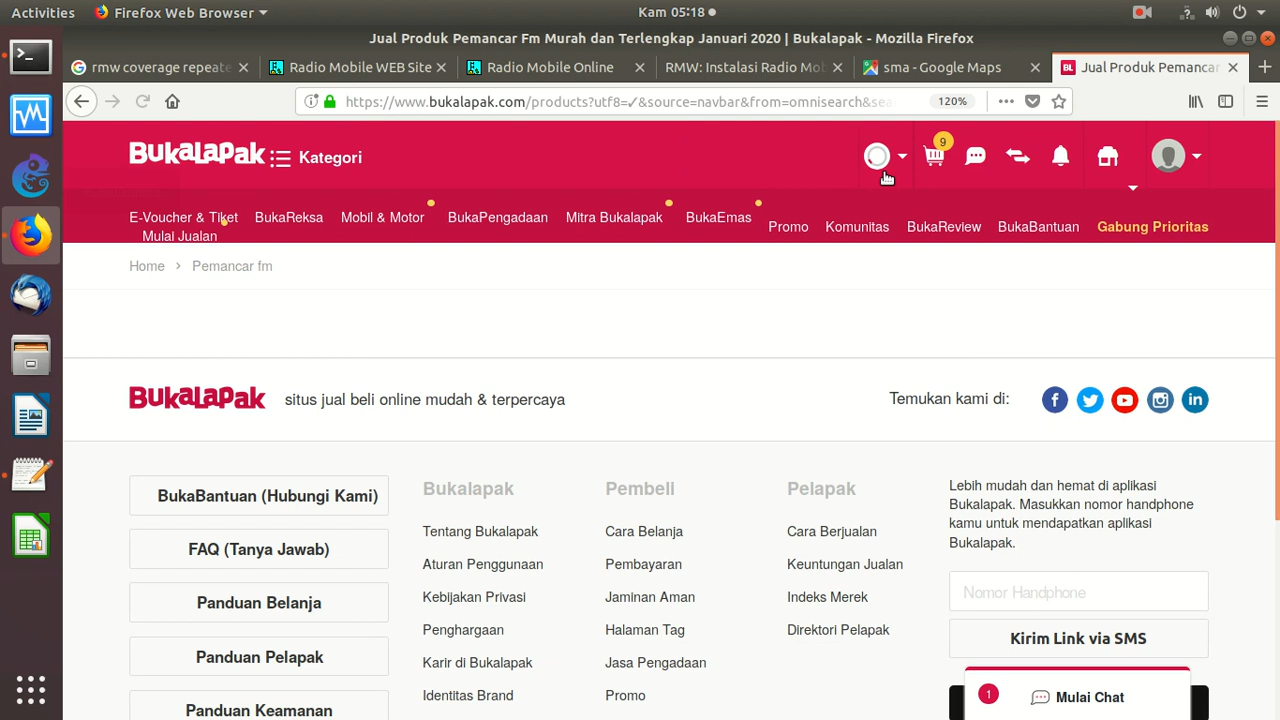 Activities
Firefox Web Browser
Kam 05:18
Jual Produk Pemancar Fm Murah dan Terlengkap Januari 2020 | Bukalapak - Mozilla Firefox
rmw coverage repeate
Radio Mobile WEB Site
Radio Mobile Online
RMW: Instalasi Radio Mo
sma - Google Maps
Jual Produk Pemancar
https://www.bukalapak.com/products?utf8=✓&source=navbar&from=omnisearch&sea
120%
BukaLapak
Kategori
9
E-Voucher & Tiket
BukaReksa
Mobil & Motor
BukaPengadaan
Mitra Bukalapak
BukaEmas
Promo
Komunitas
BukaReview
BukaBantuan
Gabung Prioritas
Mulai Jualan
Home > Pemancar fm
BukaLapak
situs jual beli online mudah & terpercaya
Temukan kami di:
BukaBantuan (Hubungi Kami)
FAQ (Tanya Jawab)
Panduan Belanja
Panduan Pelapak
Panduan Keamanan
Bukalapak
Tentang Bukalapak
Aturan Penggunaan
Kebijakan Privasi
Penghargaan
Karir di Bukalapak
Identitas Brand
Pembeli
Cara Belanja
Pembayaran
Jaminan Aman
Halaman Tag
Jasa Pengadaan
Promo
Pelapak
Cara Berjualan
Keuntungan Jualan
Indeks Merek
Direktori Pelapak
Lebih mudah dan hemat di aplikasi
Bukalapak. Masukkan nomor handphone
kamu untuk mendapatkan aplikasi
Bukalapak.
Nomor Handphone
Kirim Link via SMS
1
Mulai Chat